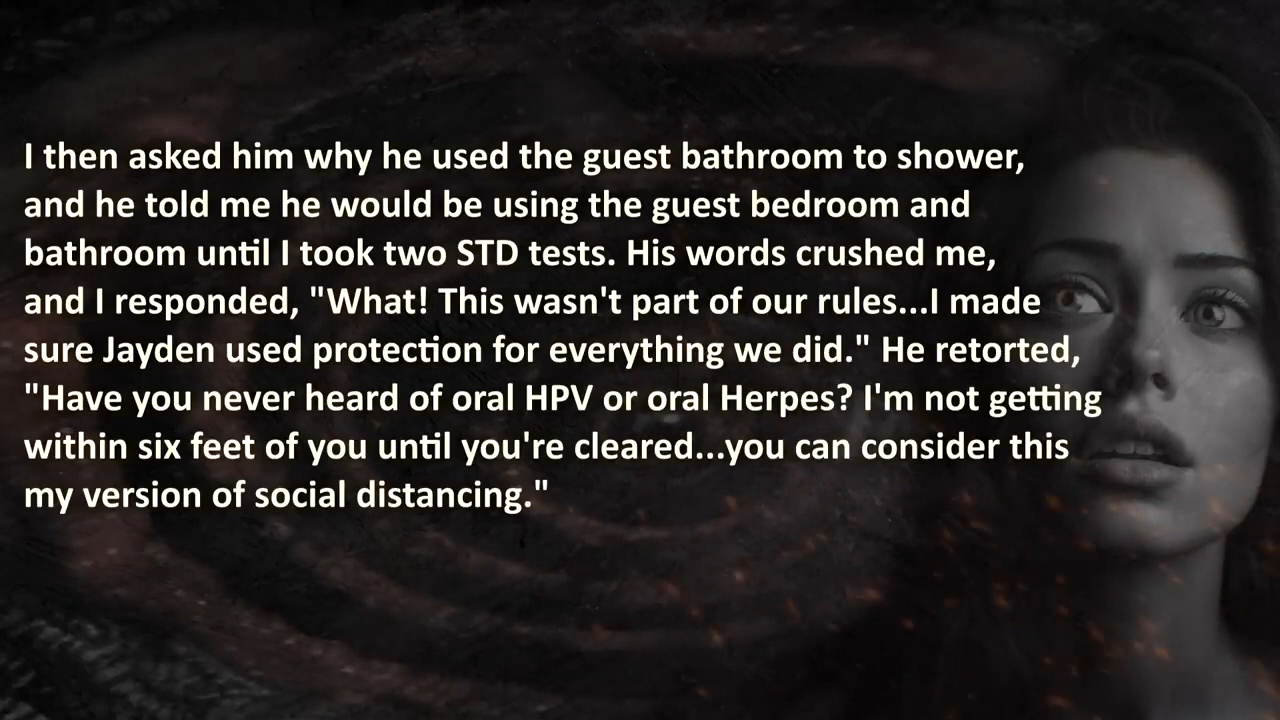 I then asked him why he used the guest bathroom to shower,
and he told me he would be using the guest bedroom and
bathroom until I took two STD tests. His words crushed me,
and I responded, "What! This wasn't part of our rules...I made
sure Jayden used protection for everything we did." He retorted,
"Have you never heard of oral HPV or oral Herpes? I'm not getting
within six feet of you until you're cleared...you can consider this
my version of social distancing."